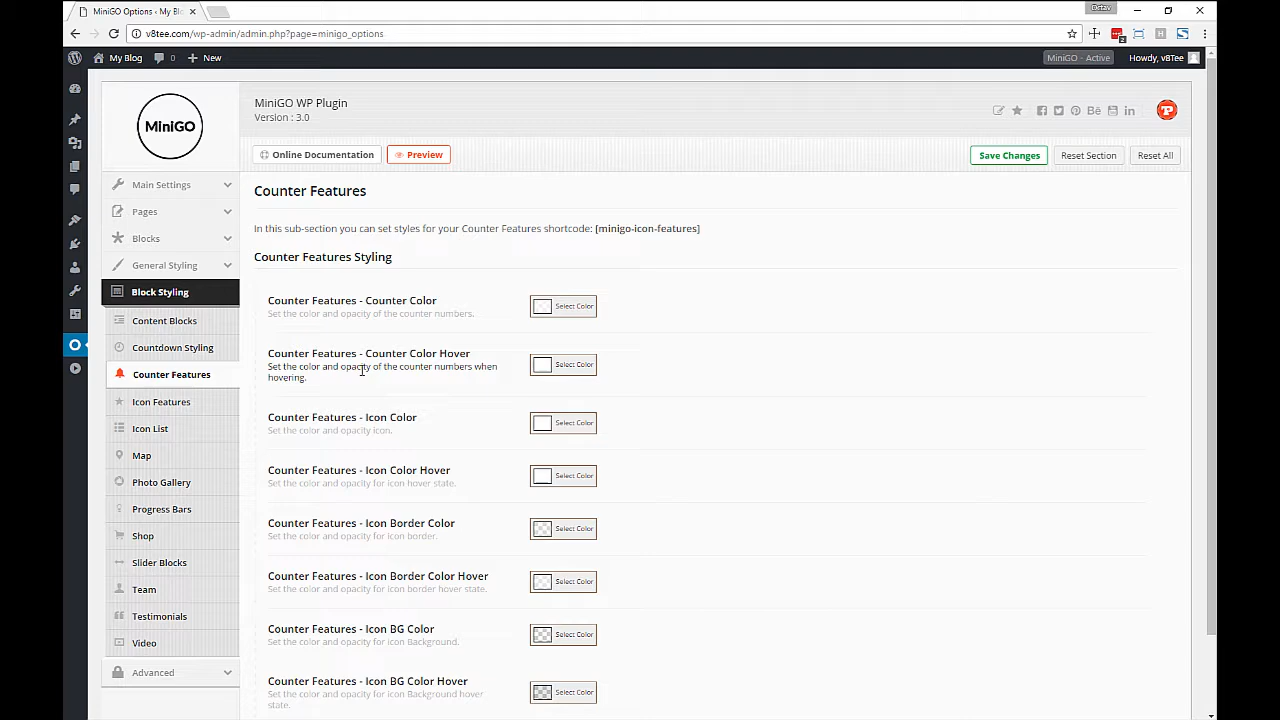 MiniGO Options ‹ My Bl
Octav
v8tee.com/wp-admin/admin.php?page=minigo_options
2
My Blog
0
New
MiniGO - Active
Howdy, v8Tee
MiniGO
MiniGO WP Plugin
Version : 3.0
Online Documentation
Preview
Save Changes
Reset Section
Reset All
Main Settings
Pages
Blocks
General Styling
Block Styling
Content Blocks
Countdown Styling
Counter Features
Icon Features
Icon List
Map
Photo Gallery
Progress Bars
Shop
Slider Blocks
Team
Testimonials
Video
Advanced
Counter Features
In this sub-section you can set styles for your Counter Features shortcode: [minigo-icon-features]
Counter Features Styling
Counter Features - Counter Color
Set the color and opacity of the counter numbers.
Select Color
Counter Features - Counter Color Hover
Set the color and opacity of the counter numbers when
hovering.
Select Color
Counter Features - Icon Color
Set the color and opacity icon.
Select Color
Counter Features - Icon Color Hover
Set the color and opacity for icon hover state.
Select Color
Counter Features - Icon Border Color
Set the color and opacity for icon border.
Select Color
Counter Features - Icon Border Color Hover
Set the color and opacity for icon border hover state.
Select Color
Counter Features - Icon BG Color
Set the color and opacity for icon Background.
Select Color
Counter Features - Icon BG Color Hover
Set the color and opacity for icon Background hover
state.
Select Color